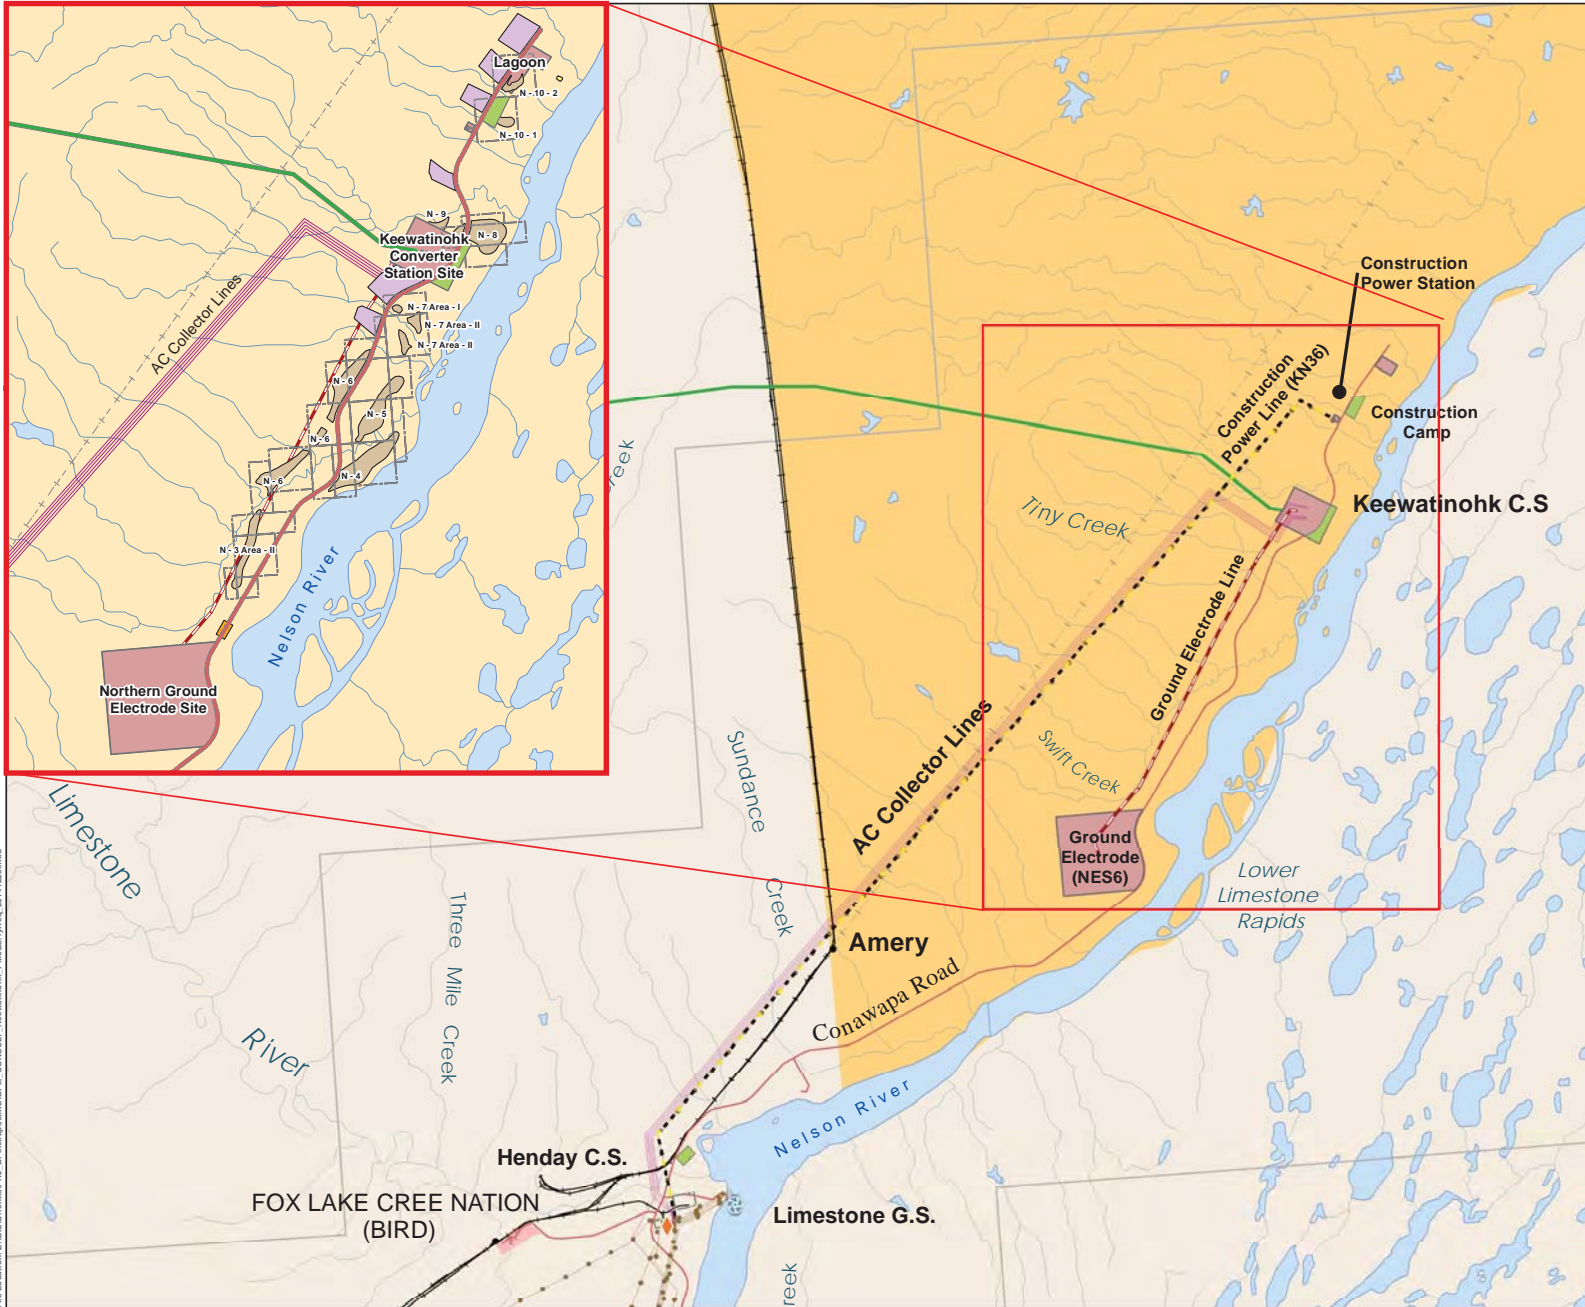 Lagoon
N - 10 - 2
N - 10 - 1
N - 9
N - 8
Keewatinohk
Converter
Station Site
AC Collector Lines
N - 7 Area - I
N - 7 Area - II
N - 7 Area - II
N - 6
N - 5
N - 6
N - 6
N - 4
N - 3 Area - II
Nelson River
Northern Ground
Electrode Site
Construction
Power Station
Construction
Power Line (KN36)
Construction
Camp
Keewatinohk C.S
Tiny Creek
Creek
Ground Electrode Line
AC Collector Lines
Swift Creek
Sundance
Creek
Ground
Electrode
(NES6)
Lower
Limestone
Rapids
Limestone
River
Three Mile Creek
Amery
Conawapa Road
Nelson River
Henday C.S.
FOX LAKE CREE NATION
(BIRD)
Limestone G.S.
reek